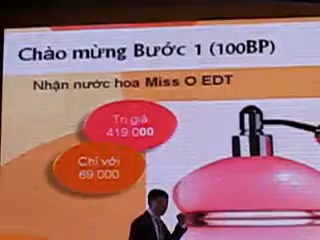 Chào mừng Bước 1 (100BP)
Nhận nước hoa Miss O EDT
Trị giá
419.000
Chỉ với
69.000